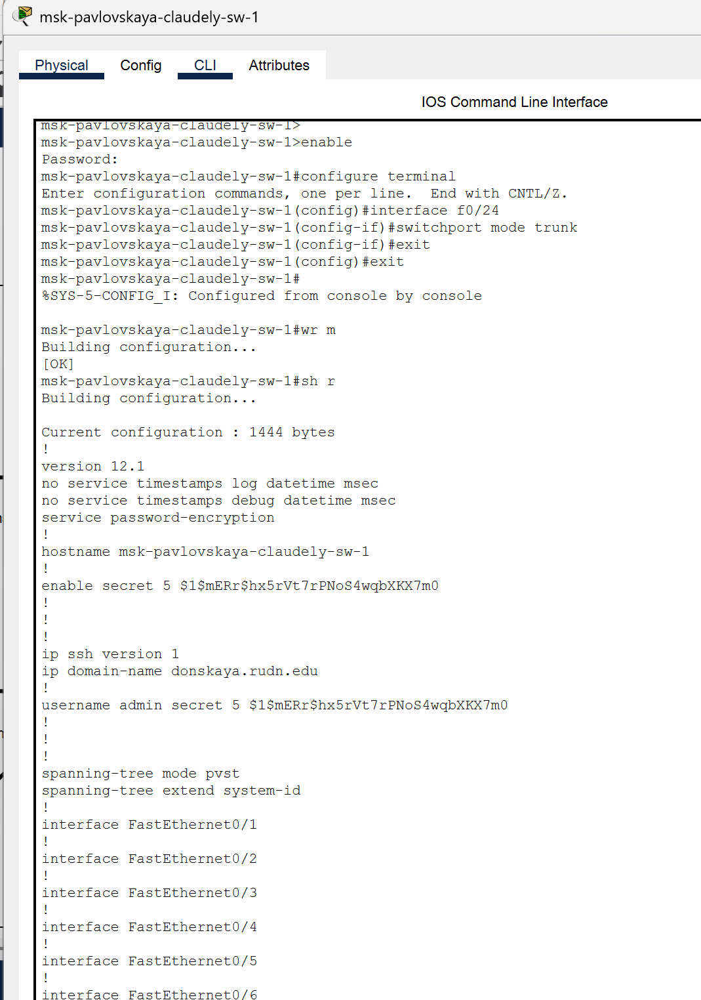 msk-pavlovskaya-claudely-sw-1
Physical Config CLI Attributes
IOS Command Line Interface
msk-pavlovskaya-claudely-sw-1>
msk-pavlovskaya-claudely-sw-1>enable
Password:
msk-pavlovskaya-claudely-sw-1#configure terminal
Enter configuration commands, one per line.  End with CNTL/Z.
msk-pavlovskaya-claudely-sw-1(config)#interface f0/24
msk-pavlovskaya-claudely-sw-1(config-if)#switchport mode trunk
msk-pavlovskaya-claudely-sw-1(config-if)#exit
msk-pavlovskaya-claudely-sw-1(config)#exit
msk-pavlovskaya-claudely-sw-1#
%SYS-5-CONFIG_I: Configured from console by console
msk-pavlovskaya-claudely-sw-1#wr m
Building configuration...
[OK]
msk-pavlovskaya-claudely-sw-1#sh r
Building configuration...
Current configuration : 1444 bytes
!
version 12.1
no service timestamps log datetime msec
no service timestamps debug datetime msec
service password-encryption
!
hostname msk-pavlovskaya-claudely-sw-1
!
enable secret 5 $1$mERr$hx5rVt7rPNoS4wqbXKX7m0
!
!
!
ip ssh version 1
ip domain-name donskaya.rudn.edu
!
username admin secret 5 $1$mERr$hx5rVt7rPNoS4wqbXKX7m0
!
!
!
spanning-tree mode pvst
spanning-tree extend system-id
!
interface FastEthernet0/1
!
interface FastEthernet0/2
!
interface FastEthernet0/3
!
interface FastEthernet0/4
!
interface FastEthernet0/5
!
interface FastEthernet0/6